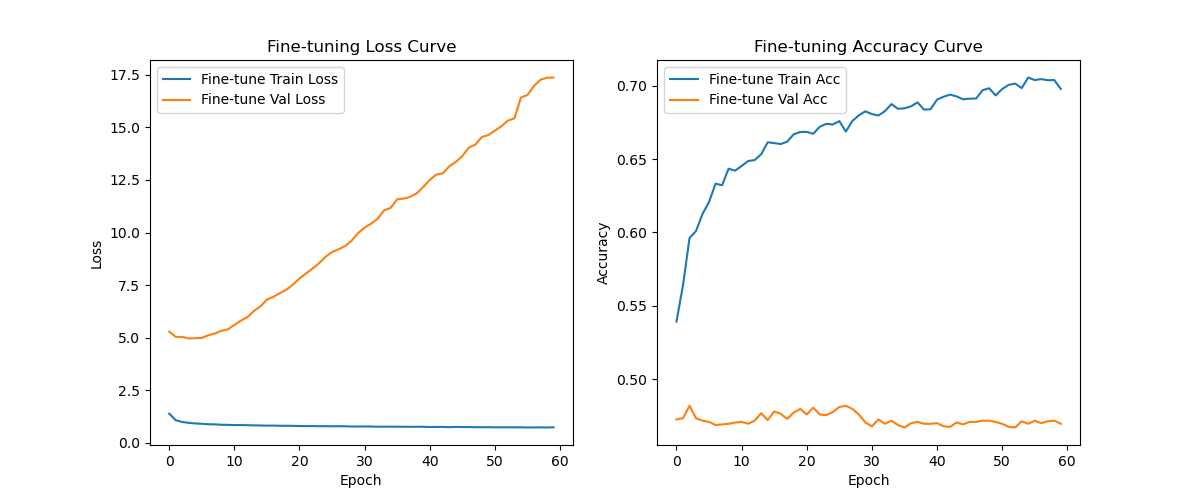 Fine-tuning Loss Curve
Fine-tune Train Loss
Fine-tune Val Loss
17.5
15.0
12.5
10.0
7.5
5.0
2.5
0.0
Loss
0 10 20 30 40 50 60
Epoch
Fine-tuning Accuracy Curve
Fine-tune Train Acc
Fine-tune Val Acc
0.70
0.65
0.60
0.55
0.50
Accuracy
0 10 20 30 40 50 60
Epoch